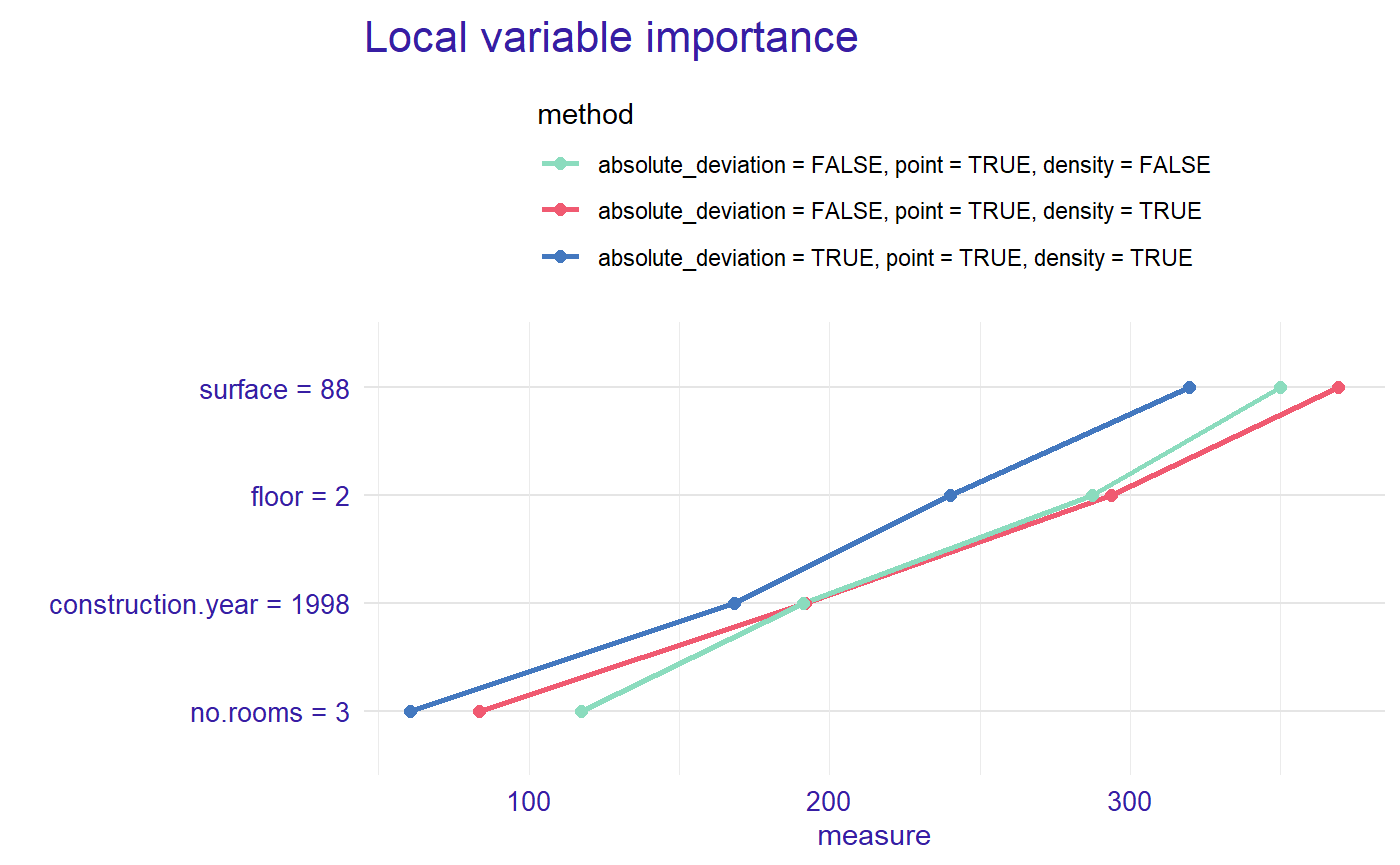 Local variable importance
method
absolute_deviation = FALSE, point = TRUE, density = FALSE
absolute_deviation = FALSE, point = TRUE, density = TRUE
absolute_deviation = TRUE, point = TRUE, density = TRUE
surface = 88
floor = 2
construction.year = 1998
no.rooms = 3
100 200 300
measure